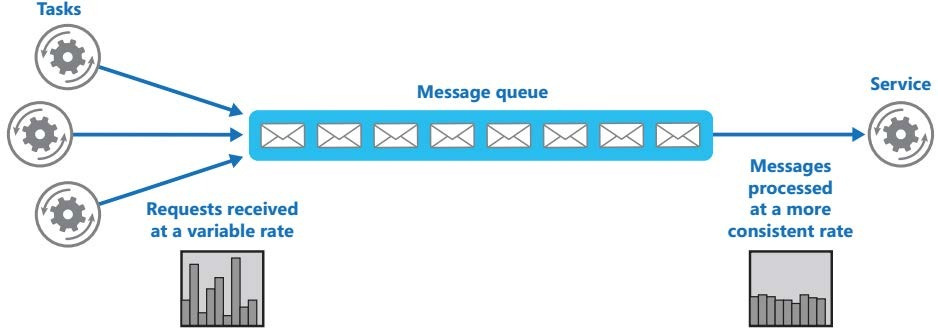 Tasks
Message queue
Service
Requests received
at a variable rate
Messages
processed
at a more
consistent rate